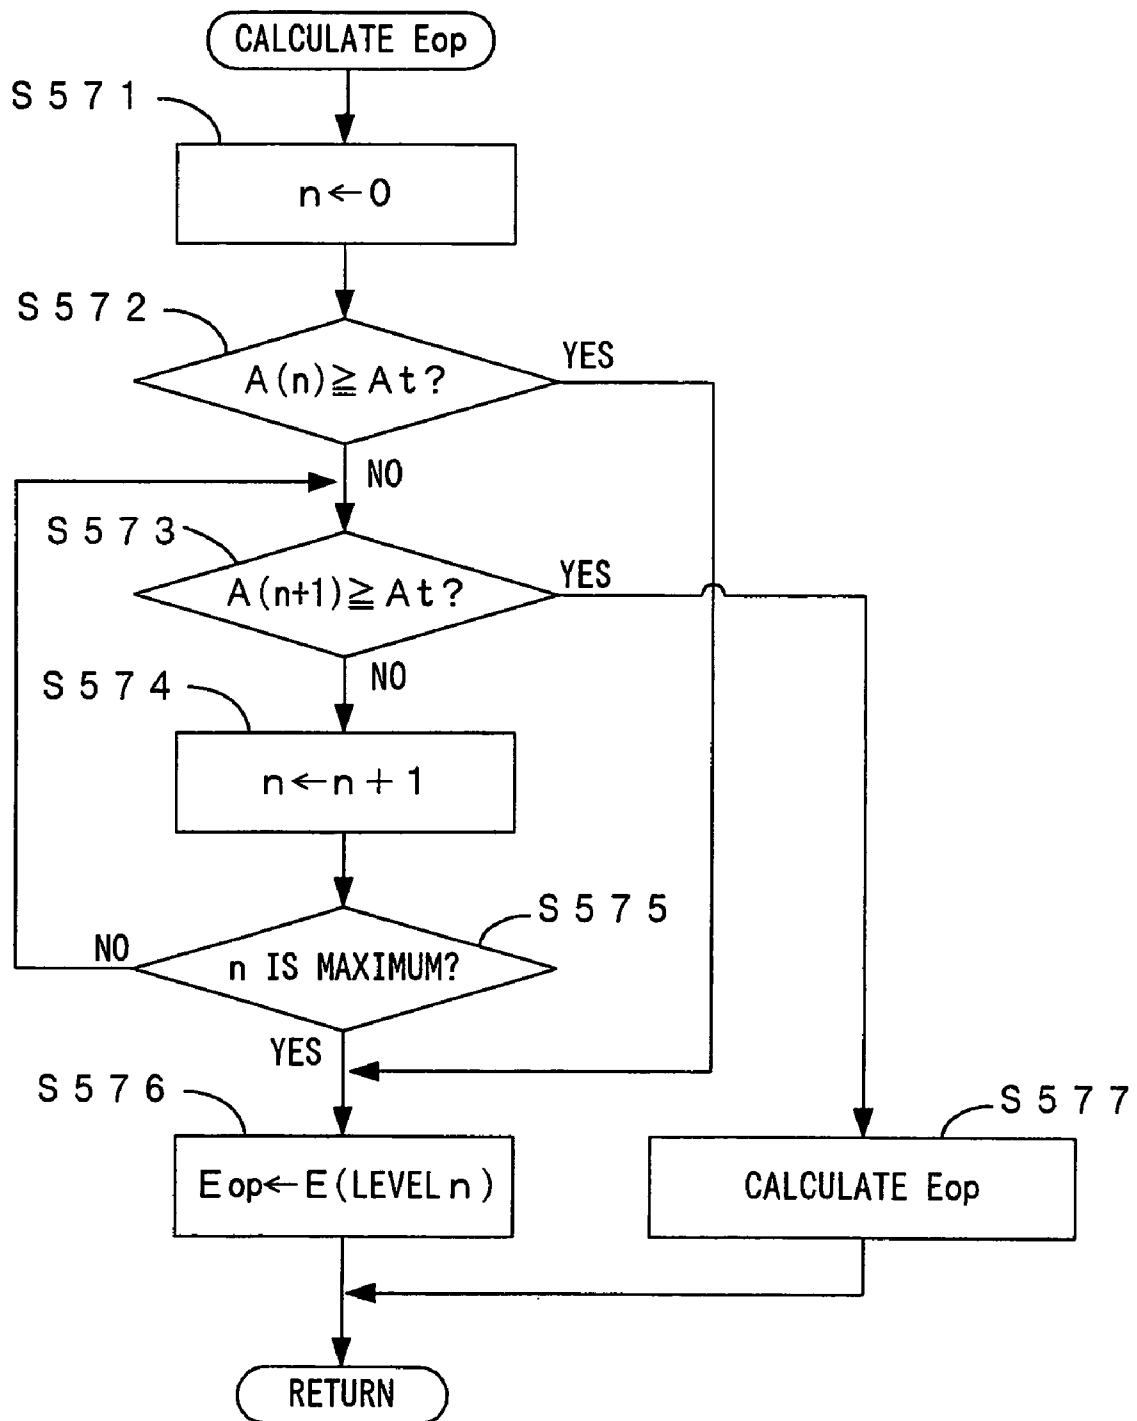 CALCULATE Eop
S571
n←0
S572
A(n)≧At?
YES
NO
S573
A(n+1)≧At?
YES
NO
S574
n←n+1
S575
NO
n IS MAXIMUM?
YES
S576
S577
Eop←E(LEVEL n)
CALCULATE Eop
RETURN